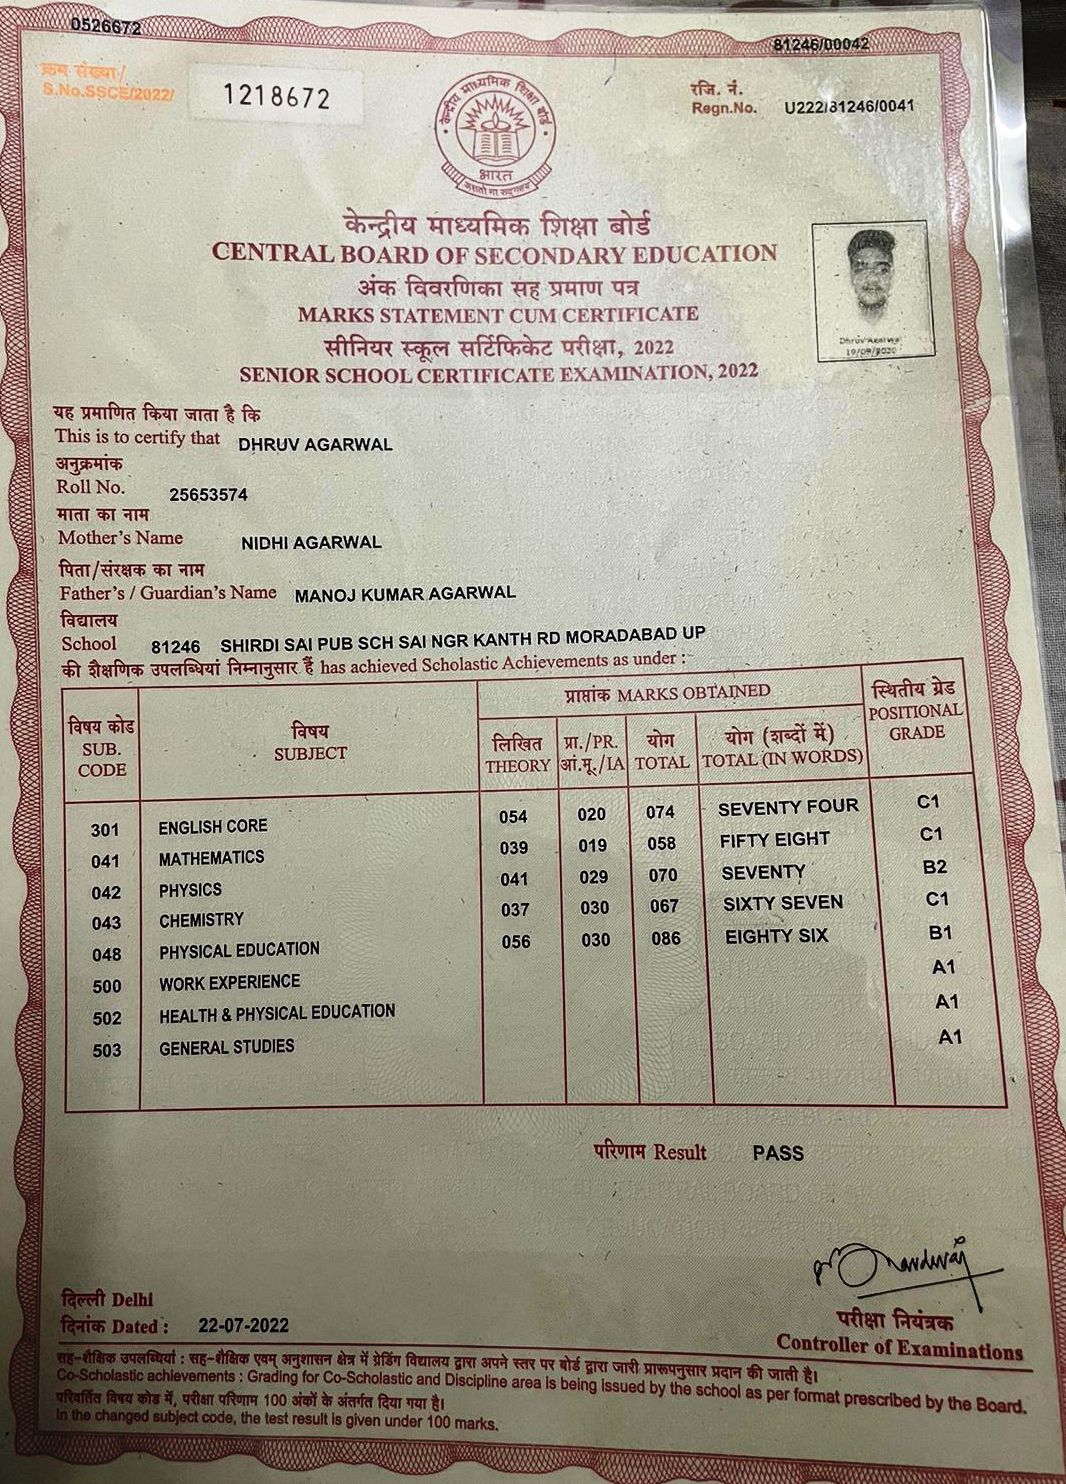 0526672
81246/00042
क्रम संख्या/
S.No.SSCE/2022/ 1218672
रजि. नं.
Regn.No. U222/81246/0041
केन्द्रीय माध्यमिक शिक्षा बोर्ड
भारत
असतो मा सद्गमय
केन्द्रीय माध्यमिक शिक्षा बोर्ड
CENTRAL BOARD OF SECONDARY EDUCATION
अंक विवरणिका सह प्रमाण पत्र
MARKS STATEMENT CUM CERTIFICATE
सीनियर स्कूल सर्टिफिकेट परीक्षा, 2022
SENIOR SCHOOL CERTIFICATE EXAMINATION, 2022
19/09/2020
यह प्रमाणित किया जाता है कि
This is to certify that DHRUV AGARWAL
अनुक्रमांक
Roll No. 25653574
माता का नाम
Mother's Name NIDHI AGARWAL
पिता/संरक्षक का नाम
Father's / Guardian's Name MANOJ KUMAR AGARWAL
विद्यालय
School 81246 SHIRDI SAI PUB SCH SAI NGR KANTH RD MORADABAD UP
की शैक्षणिक उपलब्धियां निम्नानुसार हैं has achieved Scholastic Achievements as under :-
विषय कोड
SUB.
CODE
विषय
SUBJECT
प्राप्तांक MARKS OBTAINED
लिखित
THEORY
प्रा./PR.
आं.मू./IA
योग
TOTAL
योग (शब्दों में)
TOTAL (IN WORDS)
स्थितीय ग्रेड
POSITIONAL
GRADE
301 ENGLISH CORE 054 020 074 SEVENTY FOUR C1
041 MATHEMATICS 039 019 058 FIFTY EIGHT C1
042 PHYSICS 041 029 070 SEVENTY B2
043 CHEMISTRY 037 030 067 SIXTY SEVEN C1
048 PHYSICAL EDUCATION 056 030 086 EIGHTY SIX B1
500 WORK EXPERIENCE A1
502 HEALTH & PHYSICAL EDUCATION A1
503 GENERAL STUDIES A1
परिणाम Result PASS
दिल्ली Delhi
दिनांक Dated : 22-07-2022
परीक्षा नियंत्रक
Controller of Examinations
सह-शैक्षिक उपलब्धियां : सह-शैक्षिक एवम् अनुशासन क्षेत्र में ग्रेडिंग विद्यालय द्वारा अपने स्तर पर बोर्ड द्वारा जारी प्रारूपनुसार प्रदान की जाती है।
Co-Scholastic achievements : Grading for Co-Scholastic and Discipline area is being issued by the school as per format prescribed by the Board.
परिवर्तित विषय कोड में, परीक्षा परिणाम 100 अंकों के अंतर्गत दिया गया है।
In the changed subject code, the test result is given under 100 marks.